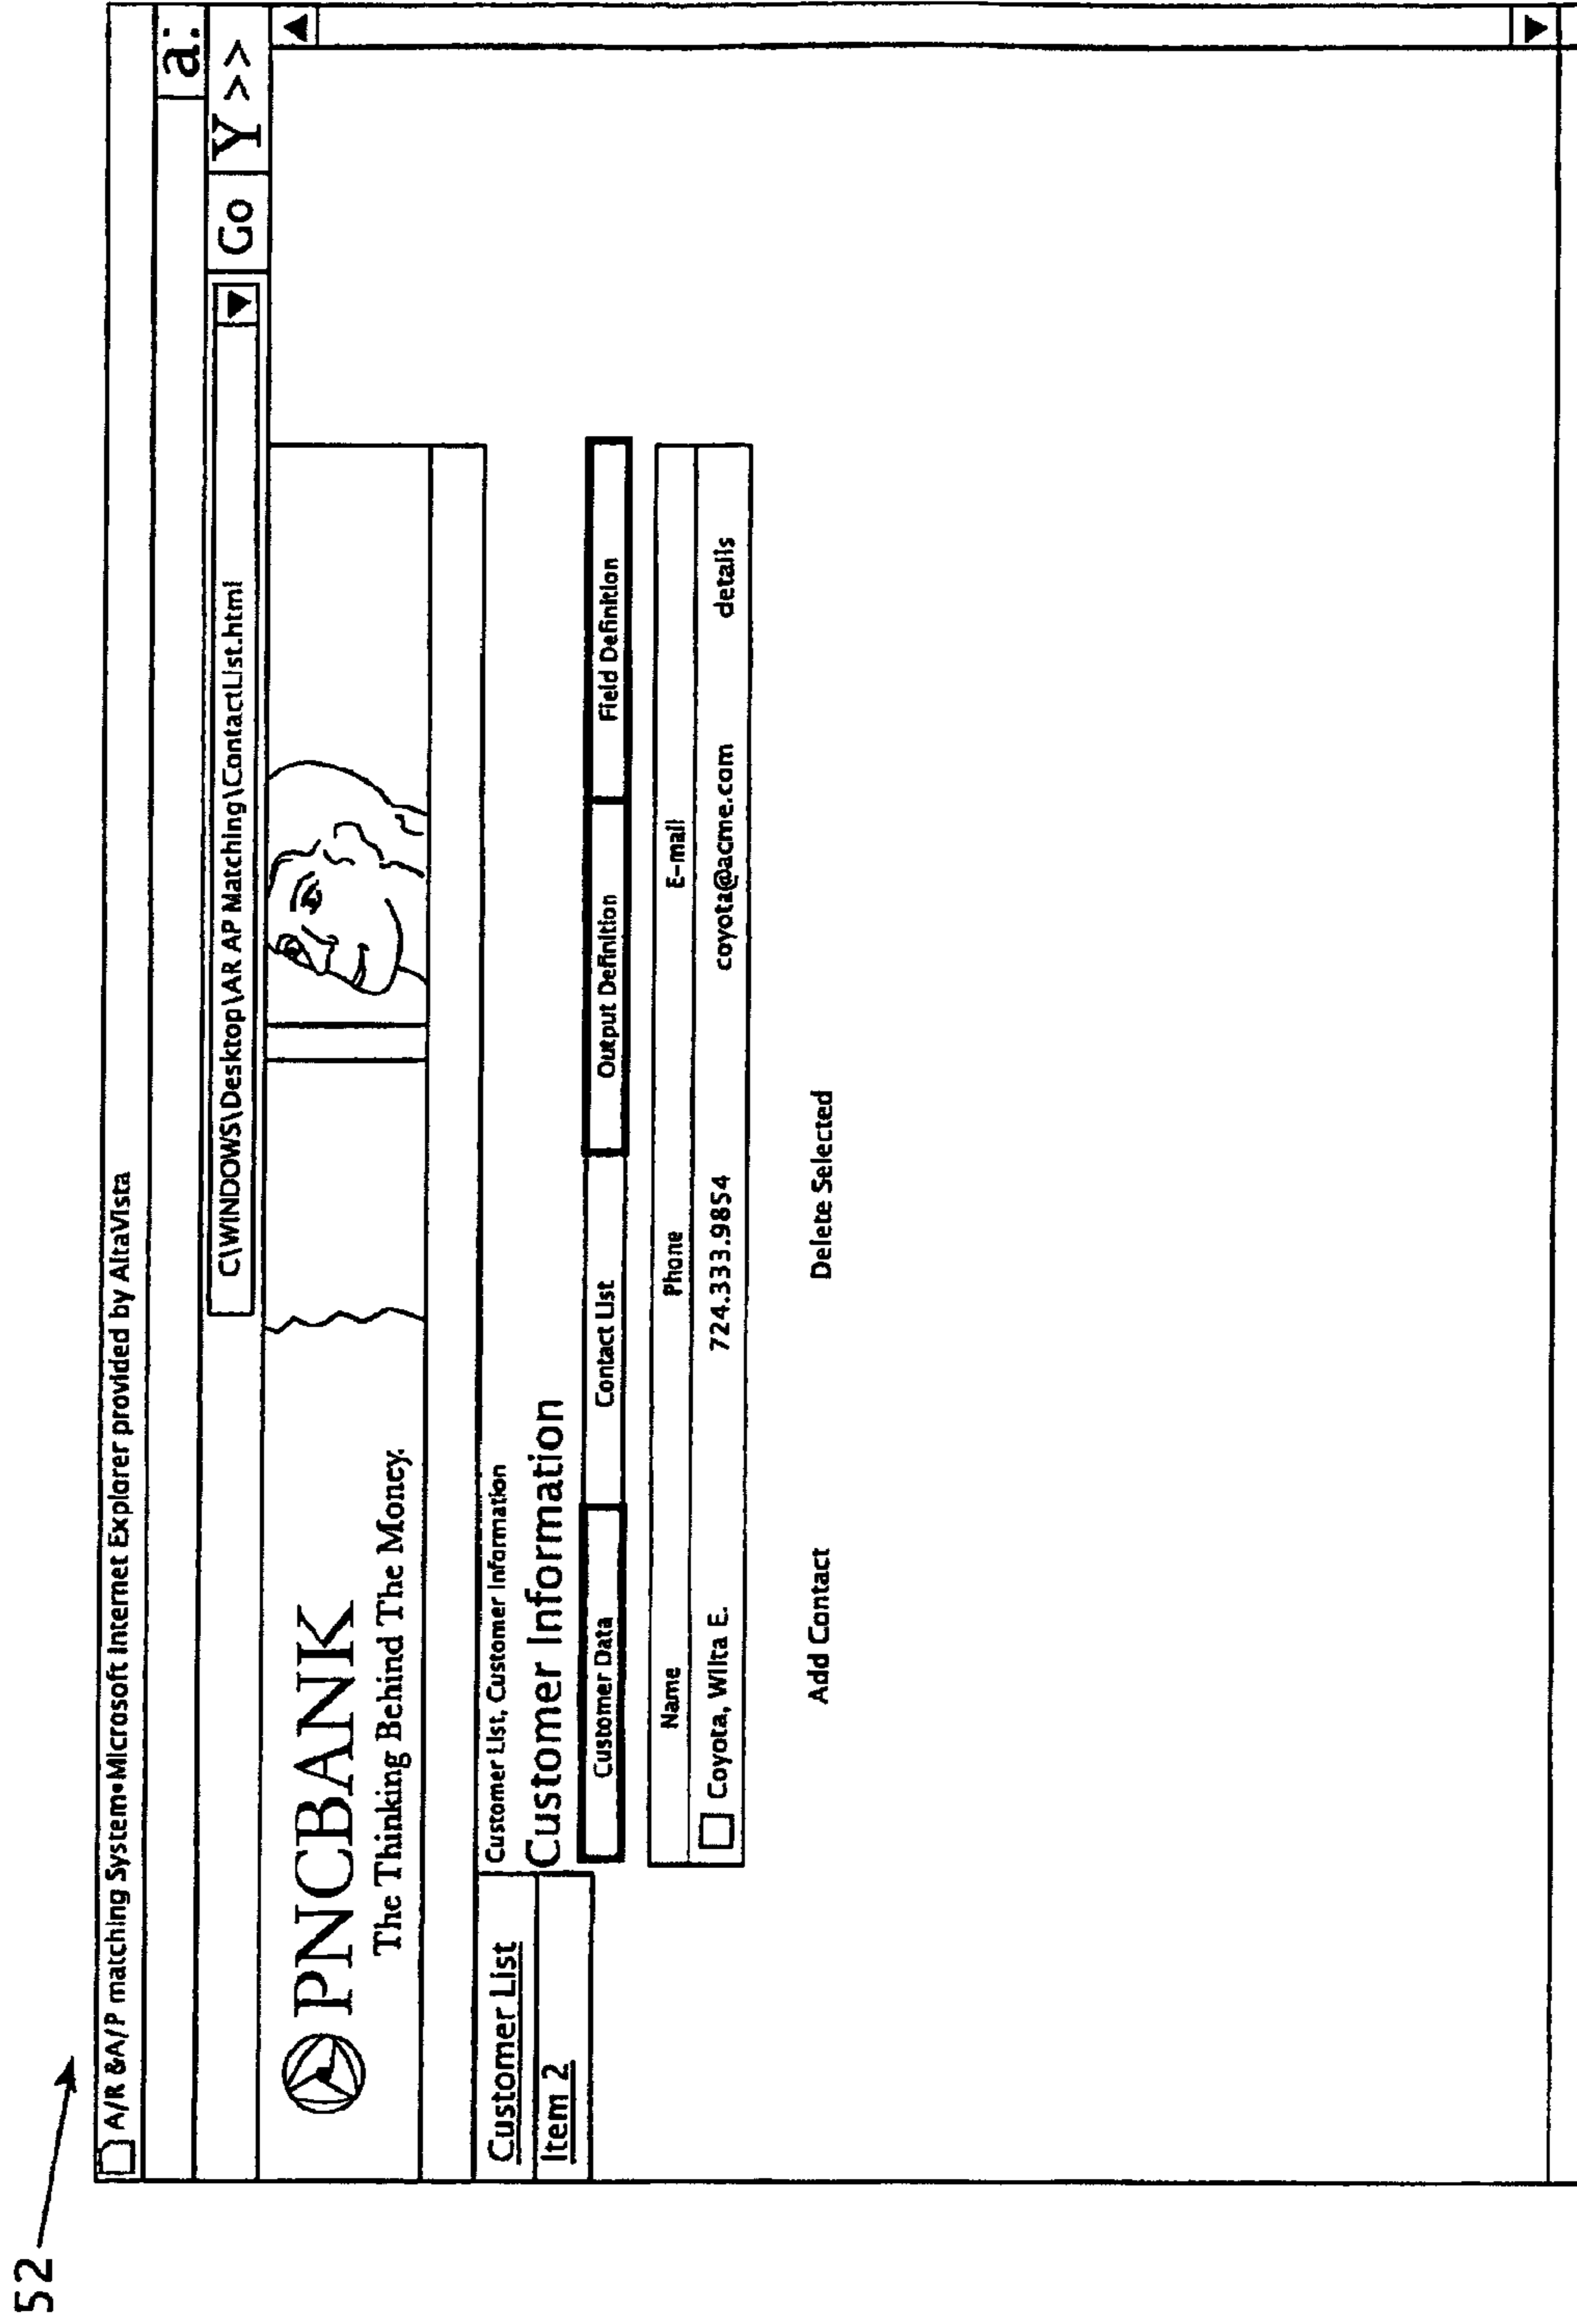 52
A/R &A/P matching System•Microsoft Internet Explorer provided by AltaVista
a:
C\WINDOWS\Desktop\AR AP Matching\ContactList.html Go Y >>
PNCBANK
The Thinking Behind The Money.
Customer List
Item 2
Customer List, Customer Information
Customer Information
Customer Data Contact List Output Definition Field Definition
Name Phone E-mail
Coyota, Wilta E. 724.333.9854 coyota@acme.com details
Add Contact Delete Selected